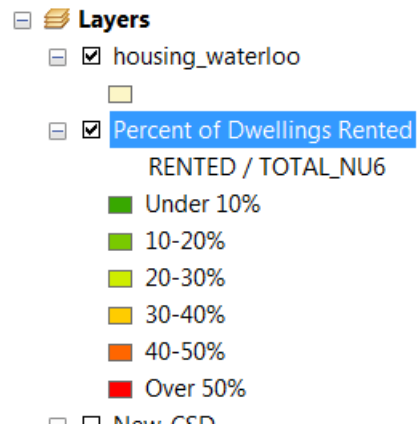 Layers
housing_waterloo
Percent of Dwellings Rented
RENTED / TOTAL_NU6
Under 10%
10-20%
20-30%
30-40%
40-50%
Over 50%
New_CSD